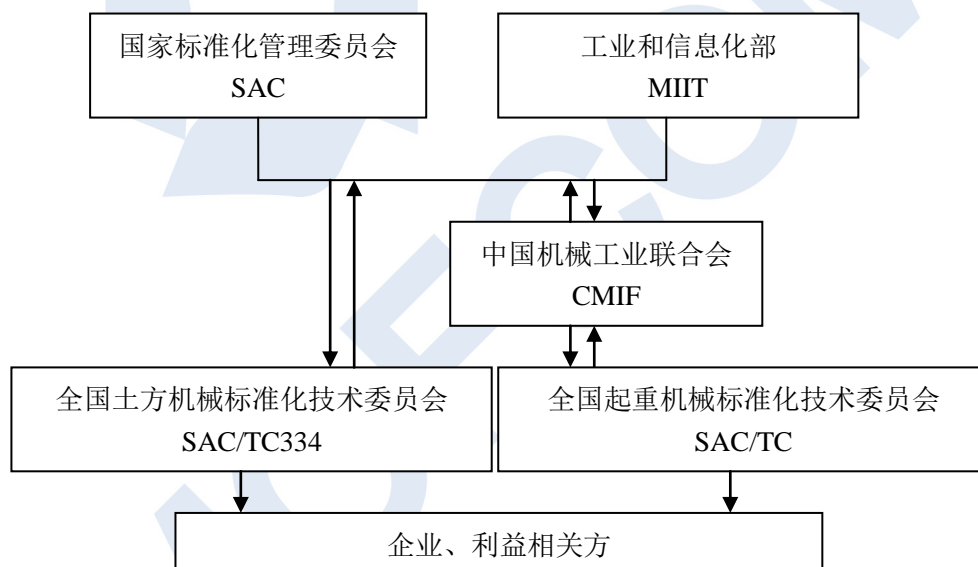 国家标准化管理委员会
SAC
工业和信息化部
MIIT
中国机械工业联合会
CMIF
全国土方机械标准化技术委员会
SAC/TC334
全国起重机械标准化技术委员会
SAC/TC
企业、利益相关方